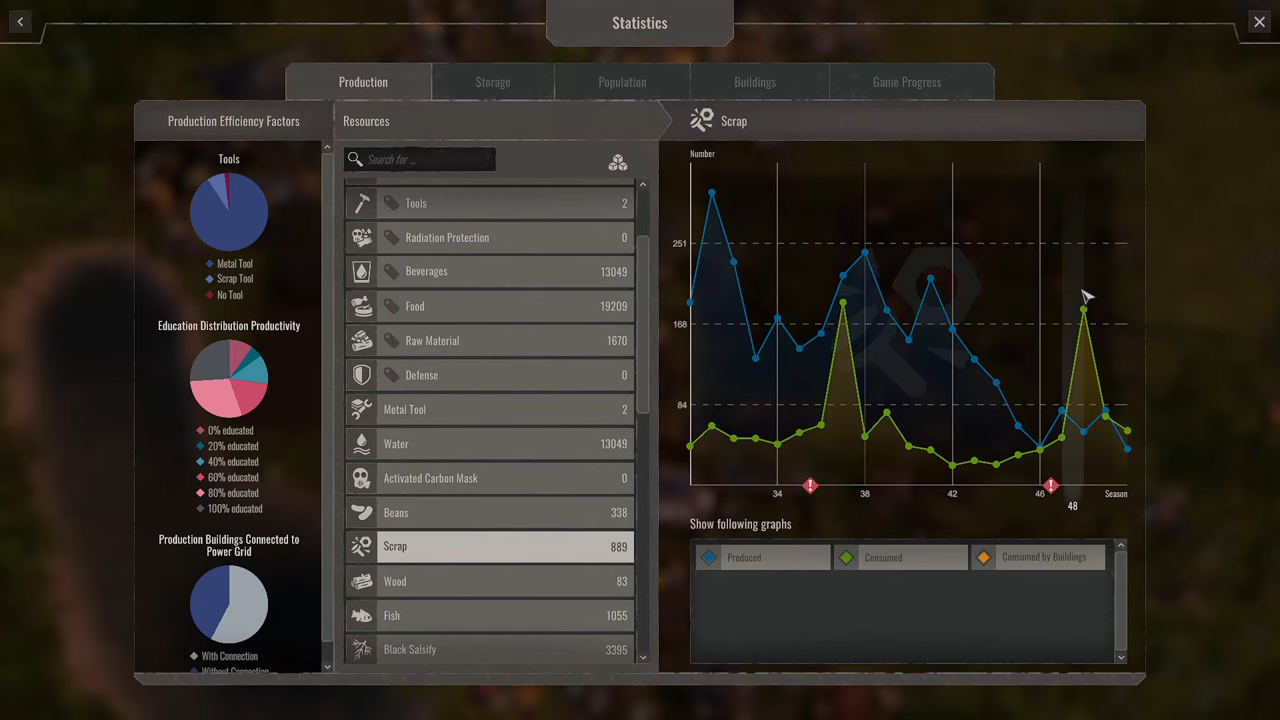 Statistics
Production
Storage
Population
Buildings
Game Progress
Production Efficiency Factors
Tools
Metal Tool
Scrap Tool
No Tool
Education Distribution Productivity
0% educated
20% educated
40% educated
60% educated
80% educated
100% educated
Production Buildings Connected to
Power Grid
With Connection
Without Connection
Resources
Search for ...
Tools 2
Radiation Protection 0
Beverages 13049
Food 19209
Raw Material 1670
Defense 0
Metal Tool 2
Water 13049
Activated Carbon Mask 0
Beans 338
Scrap 889
Wood 83
Fish 1055
Black Salsify 3395
Scrap
Number
251
168
84
34 38 42 46 Season
48
Show following graphs
Produced Consumed Consumed by Buildings